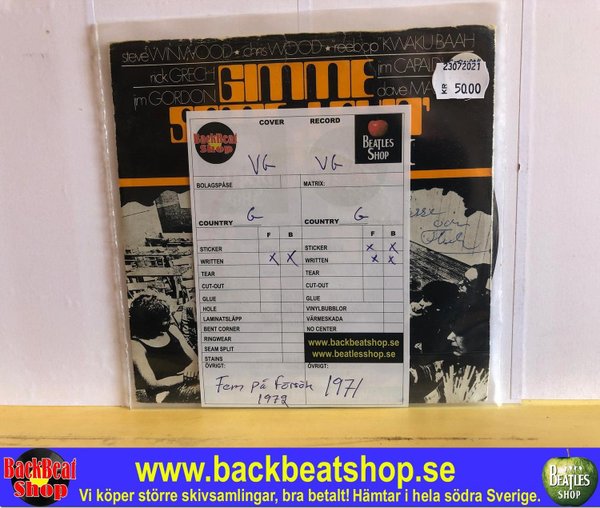 steve WINWOOD ★ chris WOOD ★ reebop KWAKU BAAH
rick GRECH GIMME jim CAPALDI
jim GORDON dave MA
23072021
KR 50.00
COVER RECORD
BackBeat Shop
BEATLES SHOP
VG VG
BOLAGSPÅSE MATRIX:
COUNTRY G COUNTRY G
F B F B
STICKER STICKER x x
WRITTEN x x WRITTEN x x
TEAR TEAR
CUT-OUT CUT-OUT
GLUE GLUE
HOLE VINYLBUBBLOR
LAMINATSLÄPP VÄRMESKADA
BENT CORNER NO CENTER
RINGWEAR www.backbeatshop.se
SEAM SPLIT www.beatlesshop.se
STAINS
ÖVRIGT: ÖVRIGT:
Fem på försök 1971
1972
BackBeat Shop
www.backbeatshop.se
BEATLES SHOP
Vi köper större skivsamlingar, bra betalt! Hämtar i hela södra Sverige.